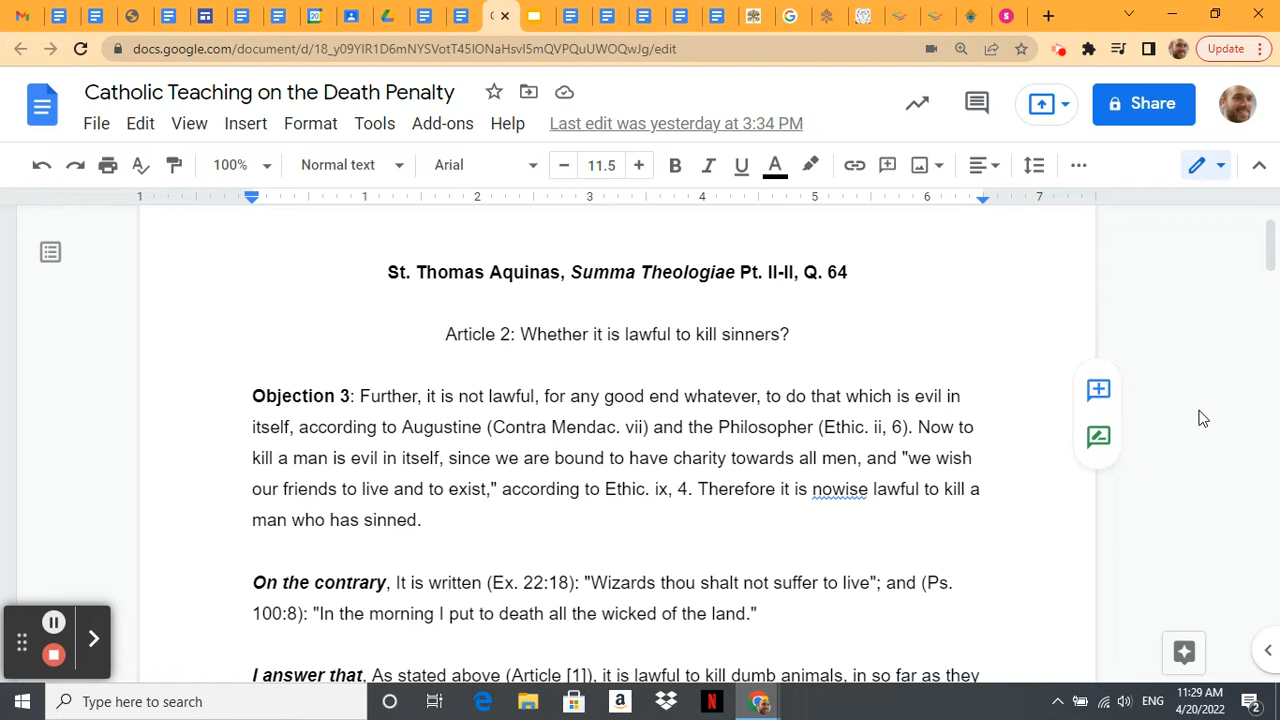 docs.google.com/document/d/18_y09YIR1D6mNYSVotT45IONaHsvI5mQVPQuUWOQwJg/edit
Update
Catholic Teaching on the Death Penalty
File Edit View Insert Format Tools Add-ons Help Last edit was yesterday at 3:34 PM
Share
100% Normal text Arial 11.5 B I U A
1 1 2 3 4 5 6 7
St. Thomas Aquinas, Summa Theologiae Pt. II-II, Q. 64
Article 2: Whether it is lawful to kill sinners?
Objection 3: Further, it is not lawful, for any good end whatever, to do that which is evil in
itself, according to Augustine (Contra Mendac. vii) and the Philosopher (Ethic. ii, 6). Now to
kill a man is evil in itself, since we are bound to have charity towards all men, and "we wish
our friends to live and to exist," according to Ethic. ix, 4. Therefore it is nowise lawful to kill a
man who has sinned.
On the contrary, It is written (Ex. 22:18): "Wizards thou shalt not suffer to live"; and (Ps.
100:8): "In the morning I put to death all the wicked of the land."
I answer that, As stated above (Article [1]), it is lawful to kill dumb animals, in so far as they
Type here to search
ENG
11:29 AM
4/20/2022
2